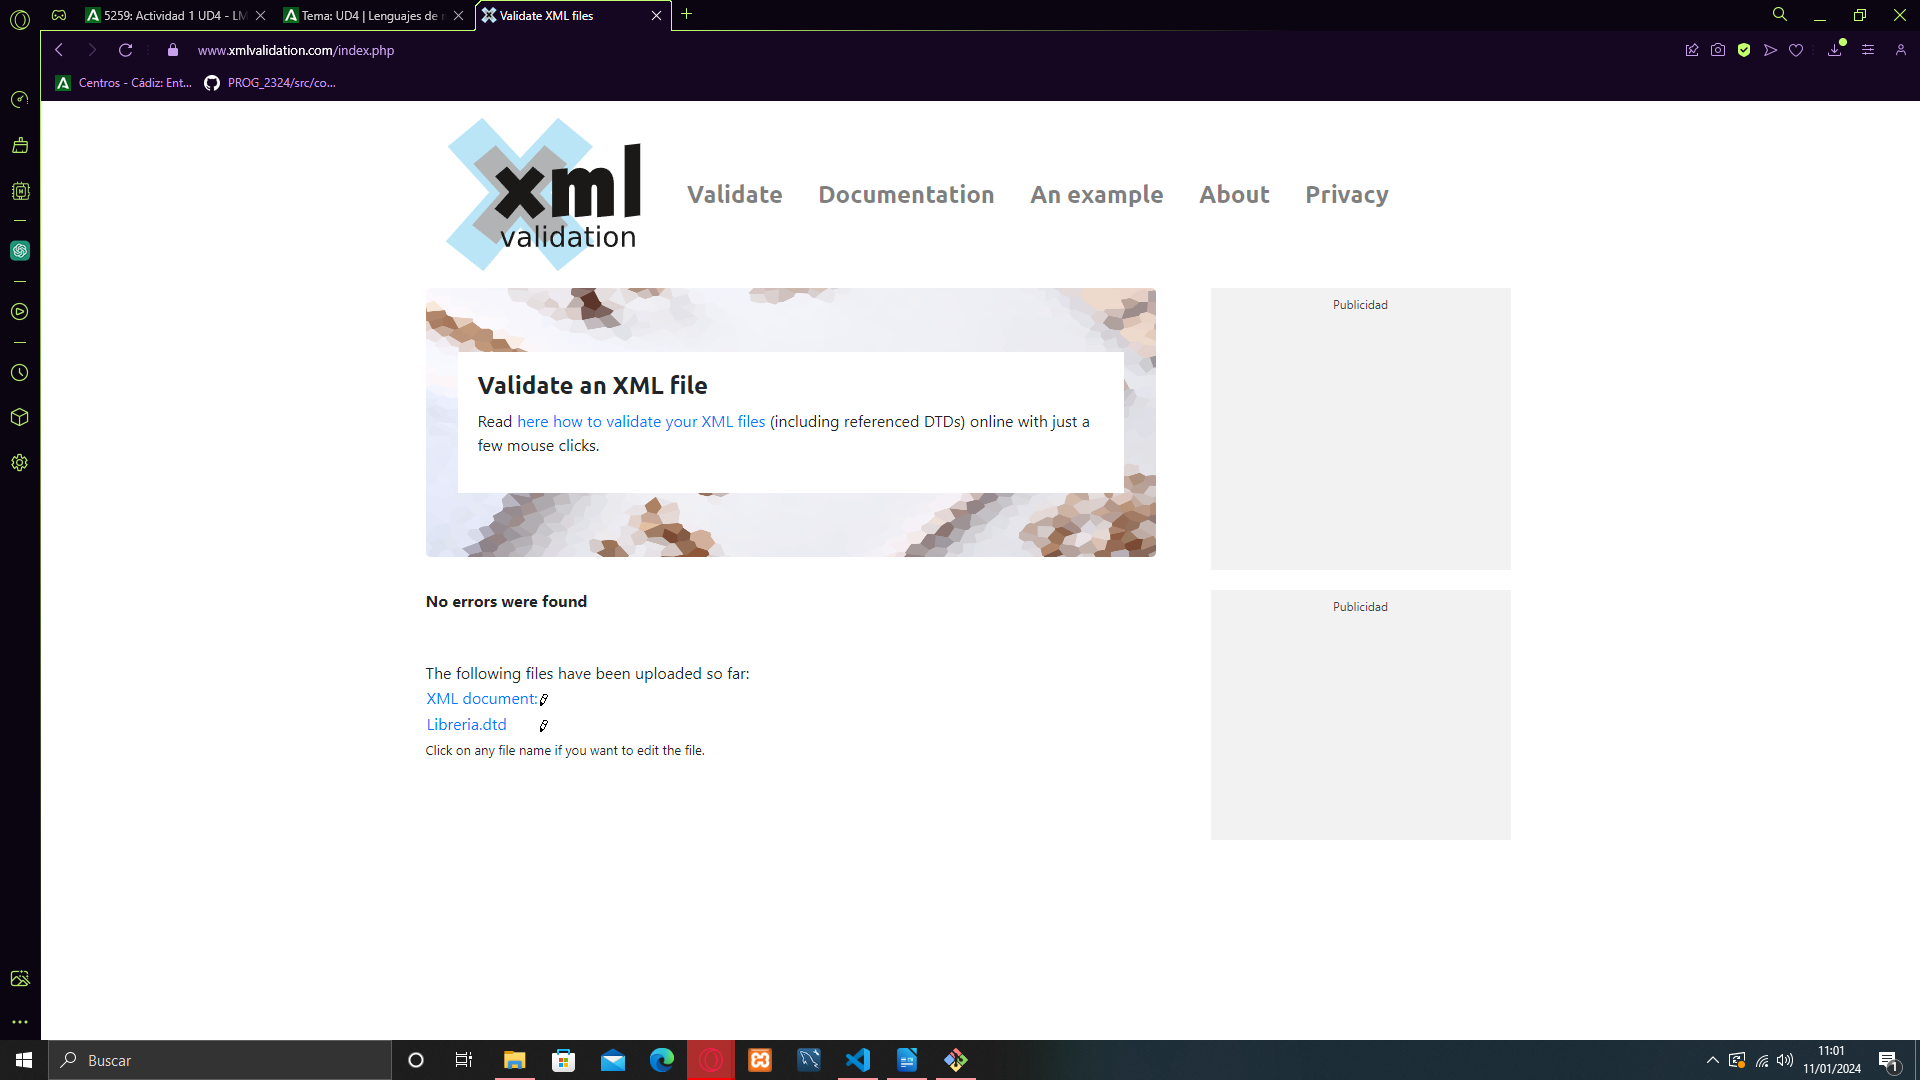 5259: Actividad 1 UD4 - LM
Tema: UD4 | Lenguajes de r
Validate XML files
www.xmlvalidation.com/index.php
Centros - Cádiz: Ent...
PROG_2324/src/co...
xml
validation
Validate
Documentation
An example
About
Privacy
Publicidad
Validate an XML file
Read here how to validate your XML files (including referenced DTDs) online with just a
few mouse clicks.
No errors were found
Publicidad
The following files have been uploaded so far:
XML document:
Libreria.dtd
Click on any file name if you want to edit the file.
Buscar
11:01
11/01/2024
1